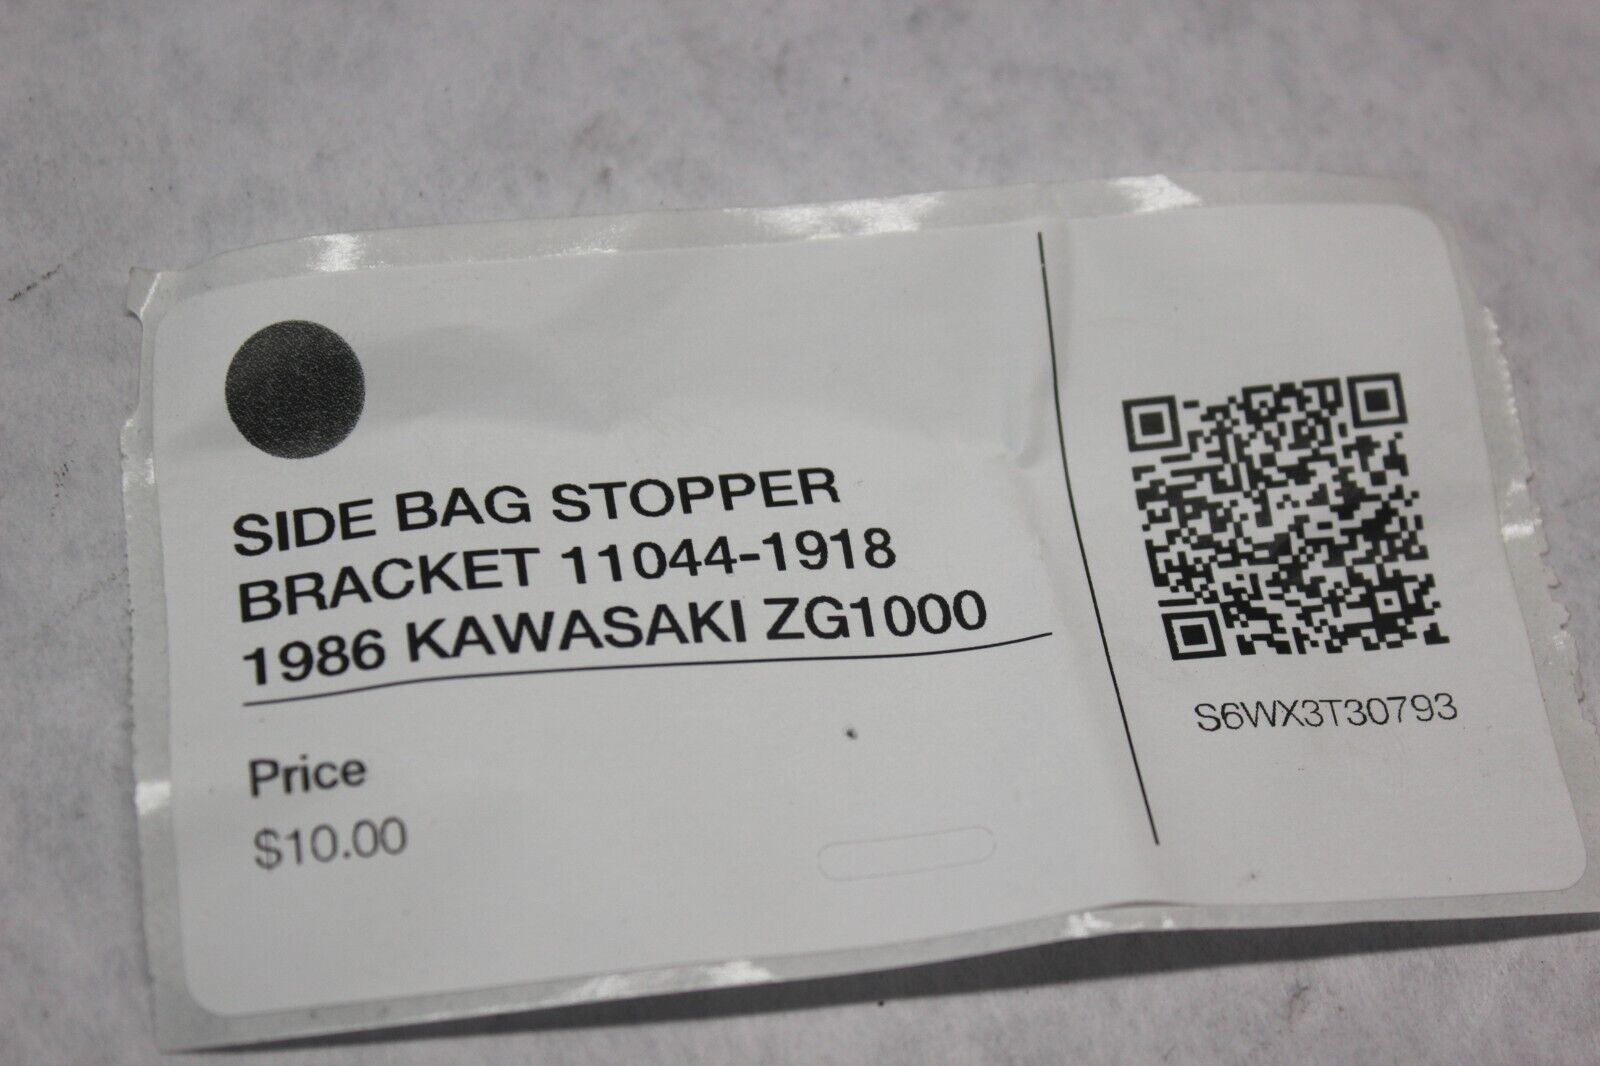 SIDE BAG STOPPER
BRACKET 11044-1918
1986 KAWASAKI ZG1000
Price
$10.00
S6WX3T30793